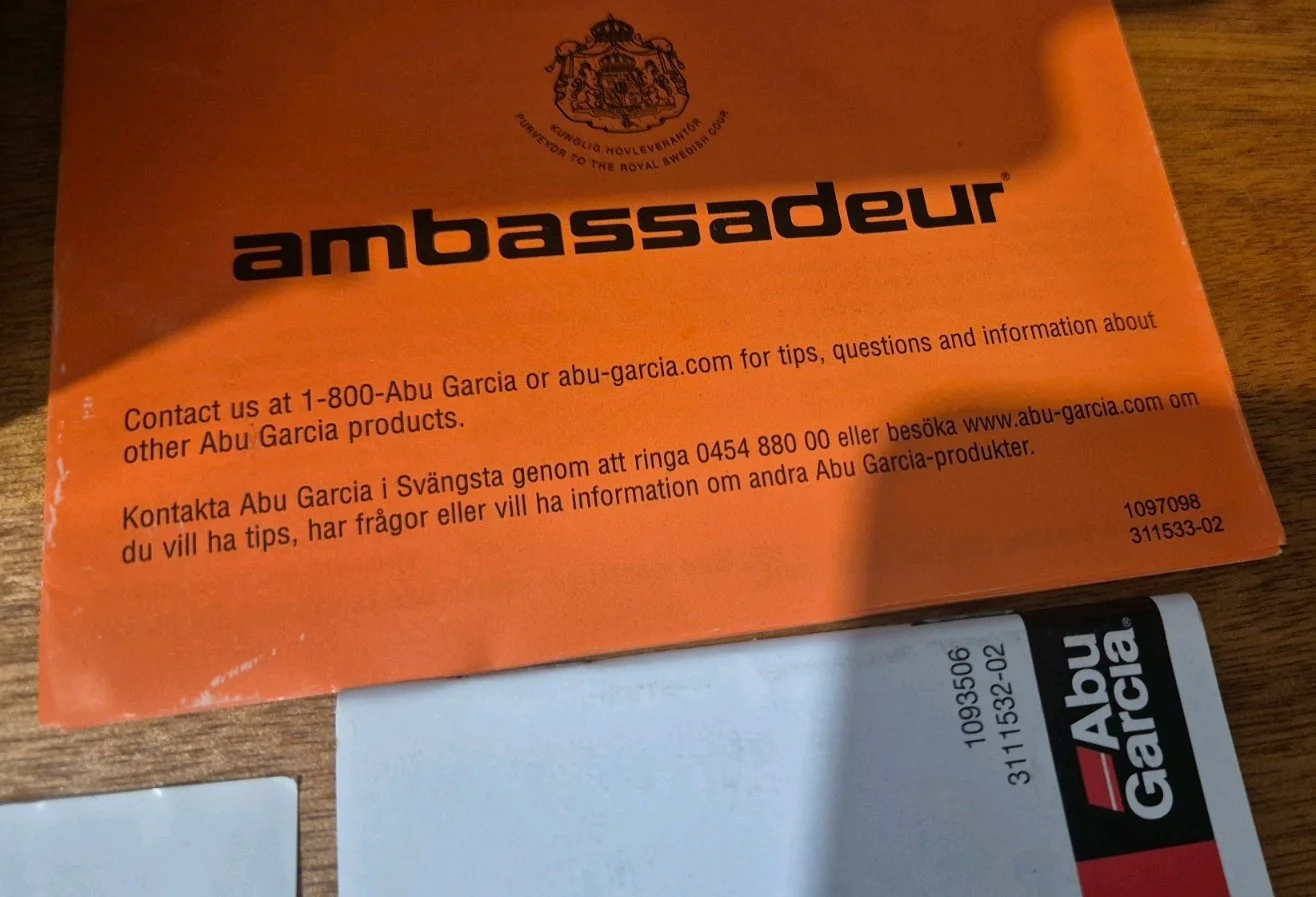 KUNGLIG HOVLEVERANTÖR
PURVEYOR TO THE ROYAL SWEDISH COUR
ambassadeur®
Contact us at 1-800-Abu Garcia or abu-garcia.com for tips, questions and information about
other Abu Garcia products.
Kontakta Abu Garcia i Svängsta genom att ringa 0454 880 00 eller besöka www.abu-garcia.com om
du vill ha tips, har frågor eller vill ha information om andra Abu Garcia-produkter.
1097098
311533-02
1093506
3111532-02
Abu
Garcia®